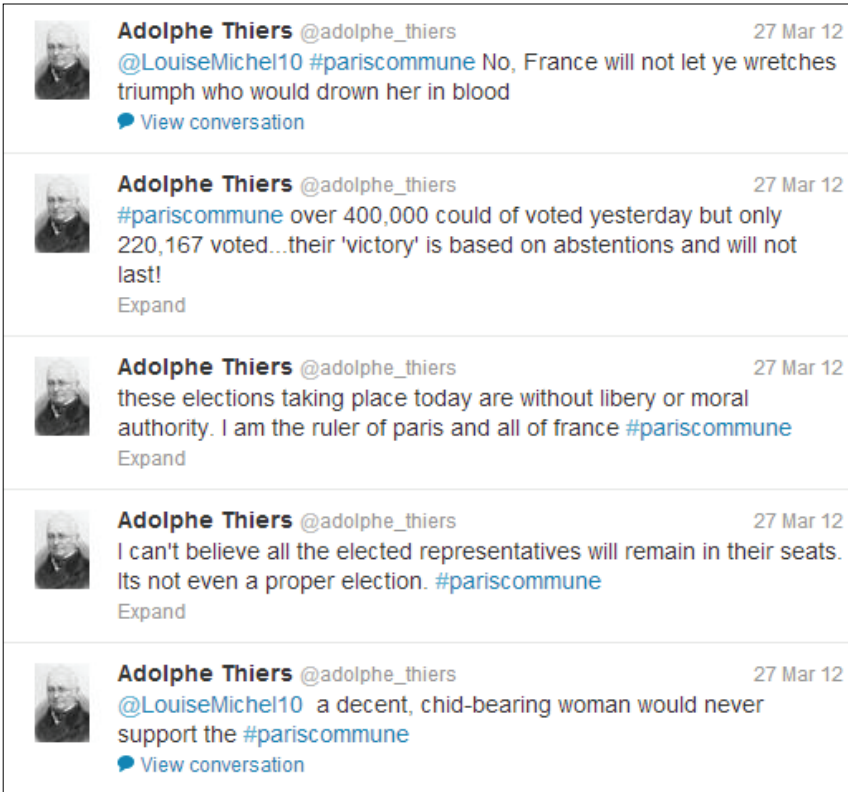 Adolphe Thiers @adolphe_thiers 27 Mar 12
@LouiseMichel10 #pariscommune No, France will not let ye wretches
triumph who would drown her in blood
View conversation
Adolphe Thiers @adolphe_thiers 27 Mar 12
#pariscommune over 400,000 could of voted yesterday but only
220,167 voted...their 'victory' is based on abstentions and will not
last!
Expand
Adolphe Thiers @adolphe_thiers 27 Mar 12
these elections taking place today are without libery or moral
authority. I am the ruler of paris and all of france #pariscommune
Expand
Adolphe Thiers @adolphe_thiers 27 Mar 12
I can't believe all the elected representatives will remain in their seats.
Its not even a proper election. #pariscommune
Expand
Adolphe Thiers @adolphe_thiers 27 Mar 12
@LouiseMichel10 a decent, chid-bearing woman would never
support the #pariscommune
View conversation